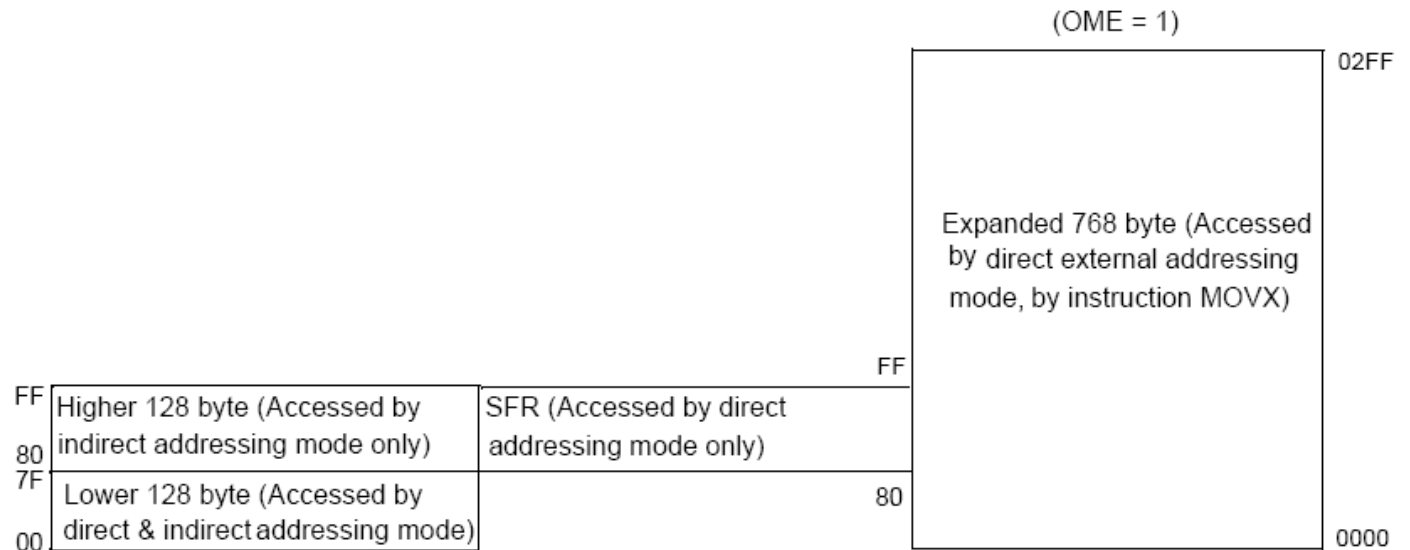 (OME = 1)
02FF
Expanded 768 byte (Accessed
by direct external addressing
mode, by instruction MOVX)
FF
FF
Higher 128 byte (Accessed by
indirect addressing mode only)
80
SFR (Accessed by direct
addressing mode only)
7F
Lower 128 byte (Accessed by
direct & indirect addressing mode)
00
80
0000